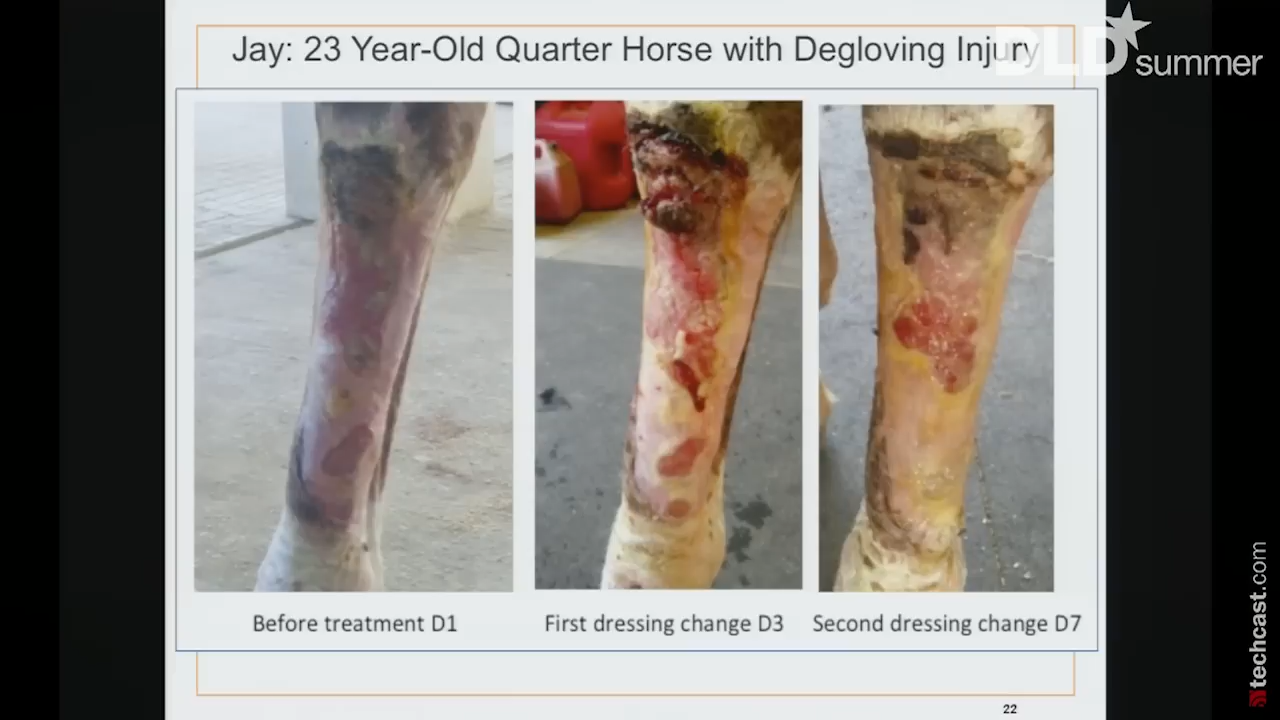 Jay: 23 Year-Old Quarter Horse with Degloving Injury
DLD
summer
Before treatment D1
First dressing change D3
Second dressing change D7
22
techcast.com